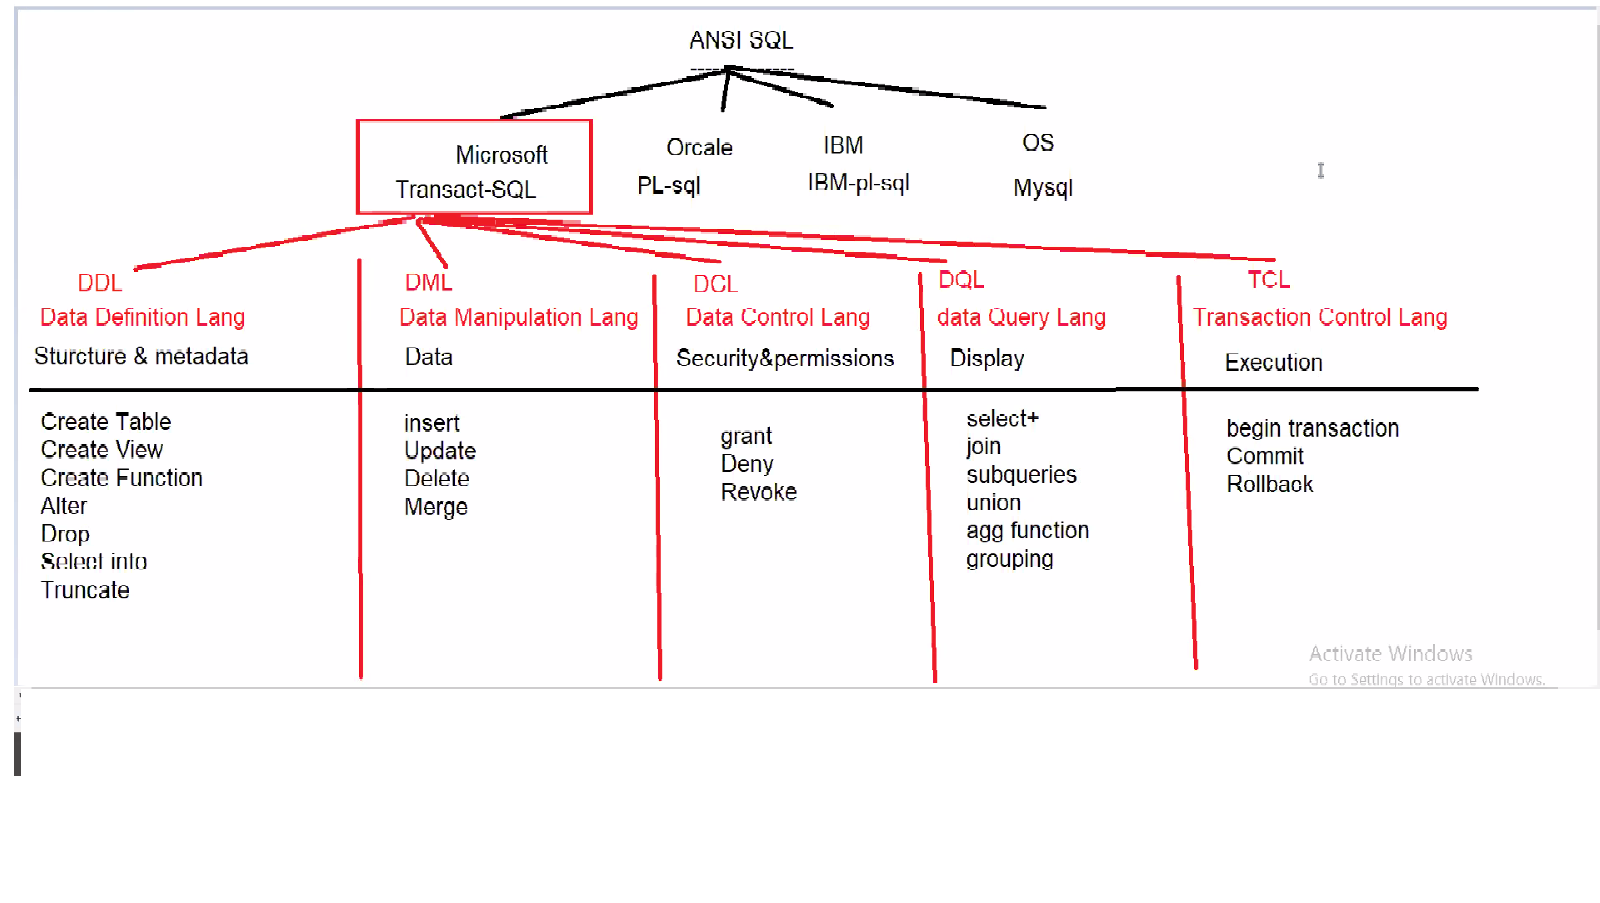 ANSI SQL
Microsoft
Transact-SQL
Orcale
PL-sql
IBM
IBM-pl-sql
OS
Mysql
DDL
Data Definition Lang
Sturcture & metadata
DML
Data Manipulation Lang
Data
DCL
Data Control Lang
Security&permissions
DQL
data Query Lang
Display
TCL
Transaction Control Lang
Execution
Create Table
Create View
Create Function
Alter
Drop
Select into
Truncate
insert
Update
Delete
Merge
grant
Deny
Revoke
select+
join
subqueries
union
agg function
grouping
begin transaction
Commit
Rollback
Activate Windows
Go to Settings to activate Windows.